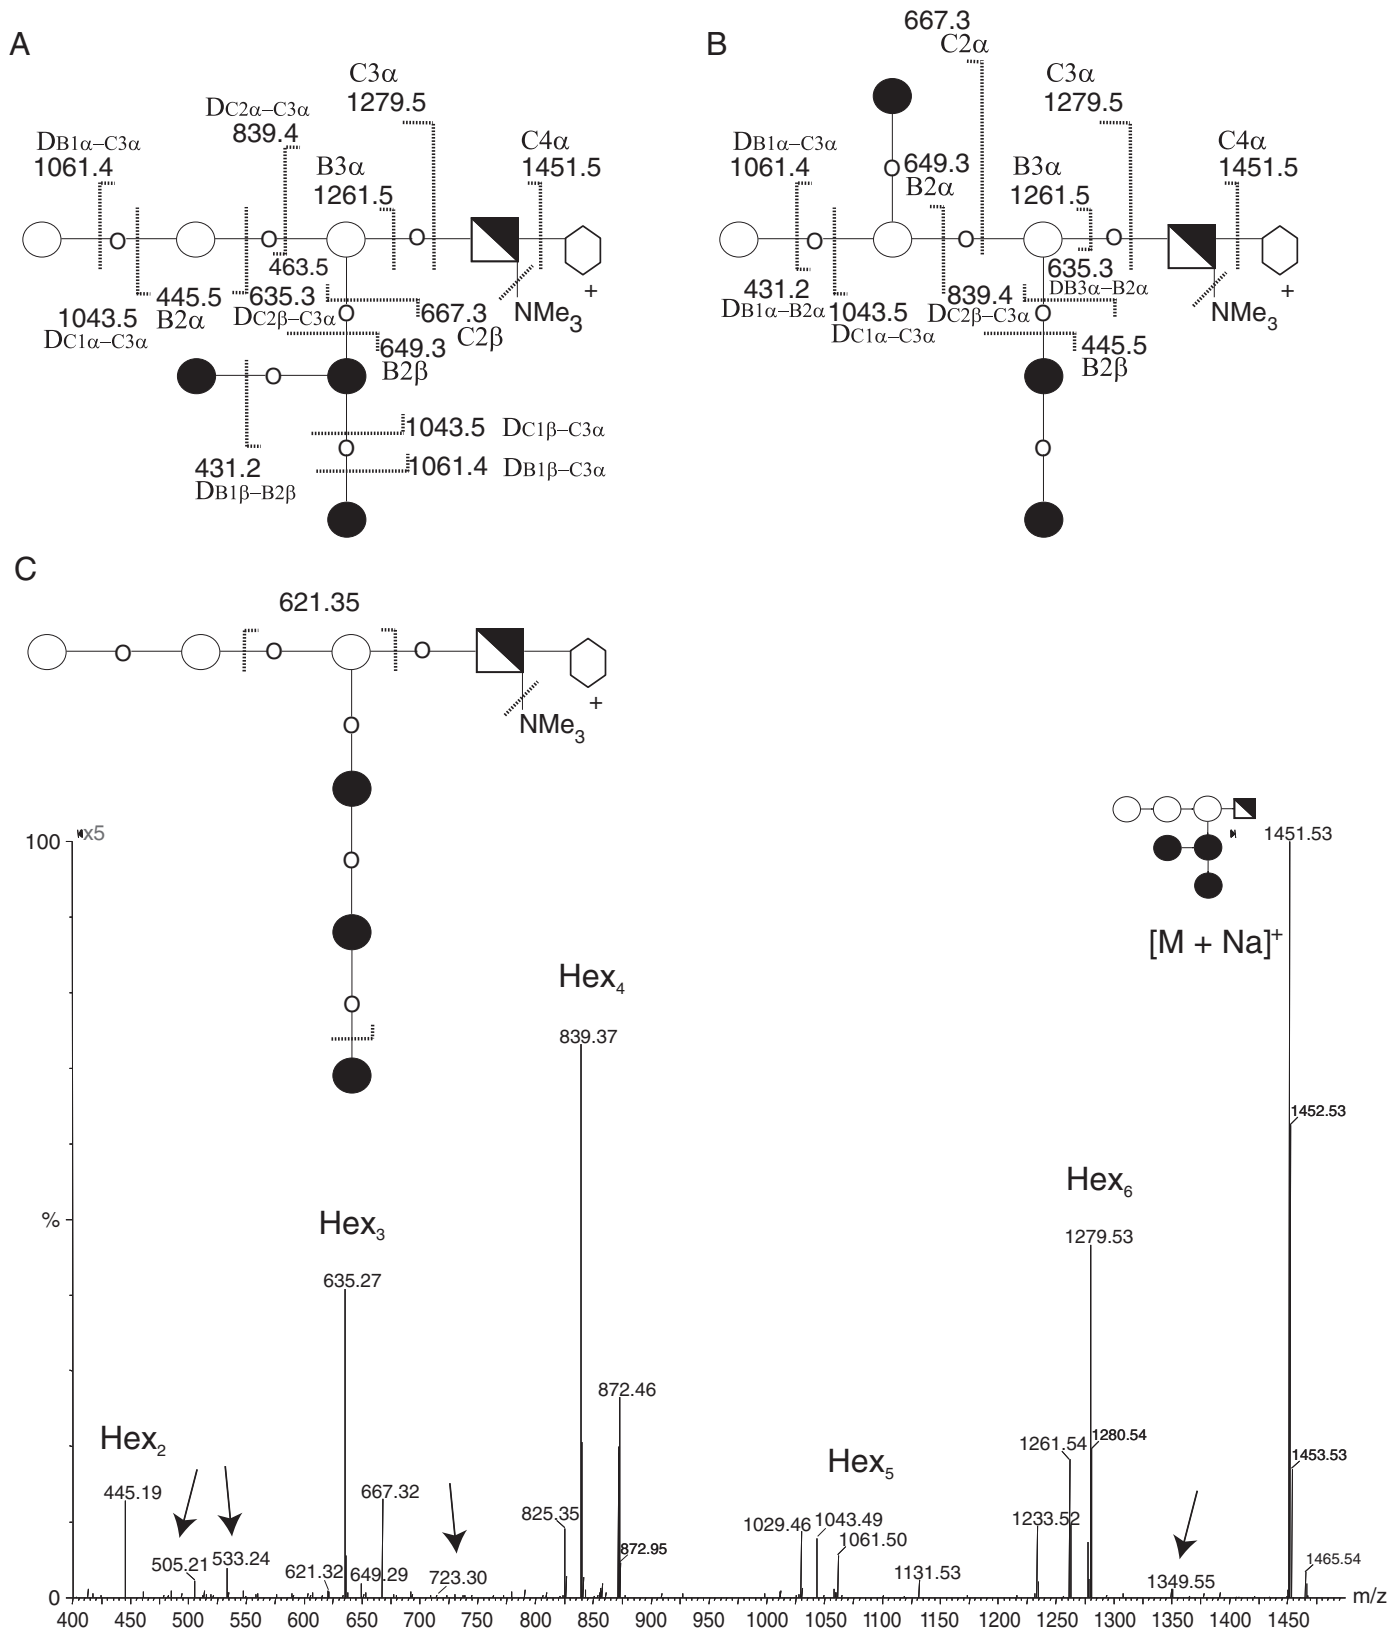 A
C3α
1279.5
DC2α–C3α
839.4
DB1α–C3α
1061.4
B3α
1261.5
C4α
1451.5
O
O
O
463.5
445.5
B2α
635.3
DC2β–C3α
1043.5
DC1α–C3α
O
667.3
C2β
NMe3
+
649.3
B2β
O
1043.5 DC1β–C3α
O
1061.4 DB1β–C3α
431.2
DB1β–B2β
B
667.3
C2α
C3α
1279.5
DB1α–C3α
1061.4
O
649.3
B2α
B3α
1261.5
C4α
1451.5
O
O
O
635.3
DB3α–B2α
431.2
DB1α–B2α
1043.5
DC1α–C3α
839.4
DC2β–C3α
O
NMe3
+
445.5
B2β
O
C
621.35
O
O
O
+
NMe3
O
O
O
100
x5
%
0
1451.53
[M + Na]+
Hex4
839.37
1452.53
Hex6
Hex3
1279.53
635.27
872.46
Hex2
1261.54
1280.54
Hex5
1453.53
445.19
667.32
825.35
1029.46
1043.49
1061.50
1233.52
505.21
533.24
621.32
649.29
723.30
872.95
1131.53
1349.55
1465.54
m/z
400 450 500 550 600 650 700 750 800 850 900 950 1000 1050 1100 1150 1200 1250 1300 1350 1400 1450